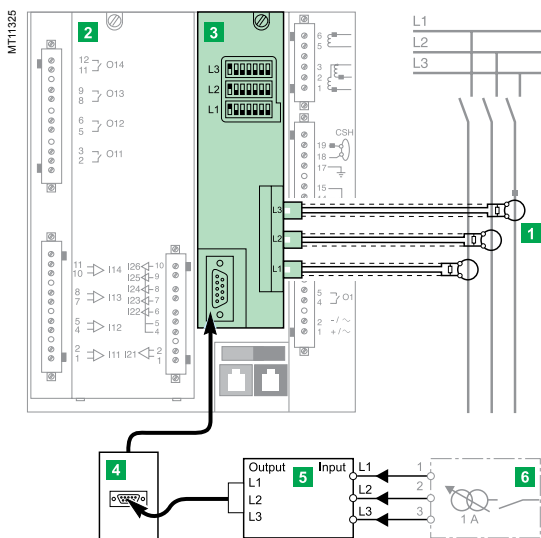 MT11325
2
3
1
4
5
6
12
11
O14
9
8
O13
6
5
O12
3
2
O11
L3
L2
L1
6
5
3
2
1
CSH
19
18
17
15
14
L1
L2
L3
L3
L2
L1
11
10
I14
8
7
I13
5
4
I12
2
1
I11
I26
I25
I24
I23
I22
I21
10
9
8
7
6
5
4
2
1
5
4
O1
2
1
- / ~
+ / ~
Output
Input
L1
L2
L3
L1
L2
L3
1
2
3
1 A